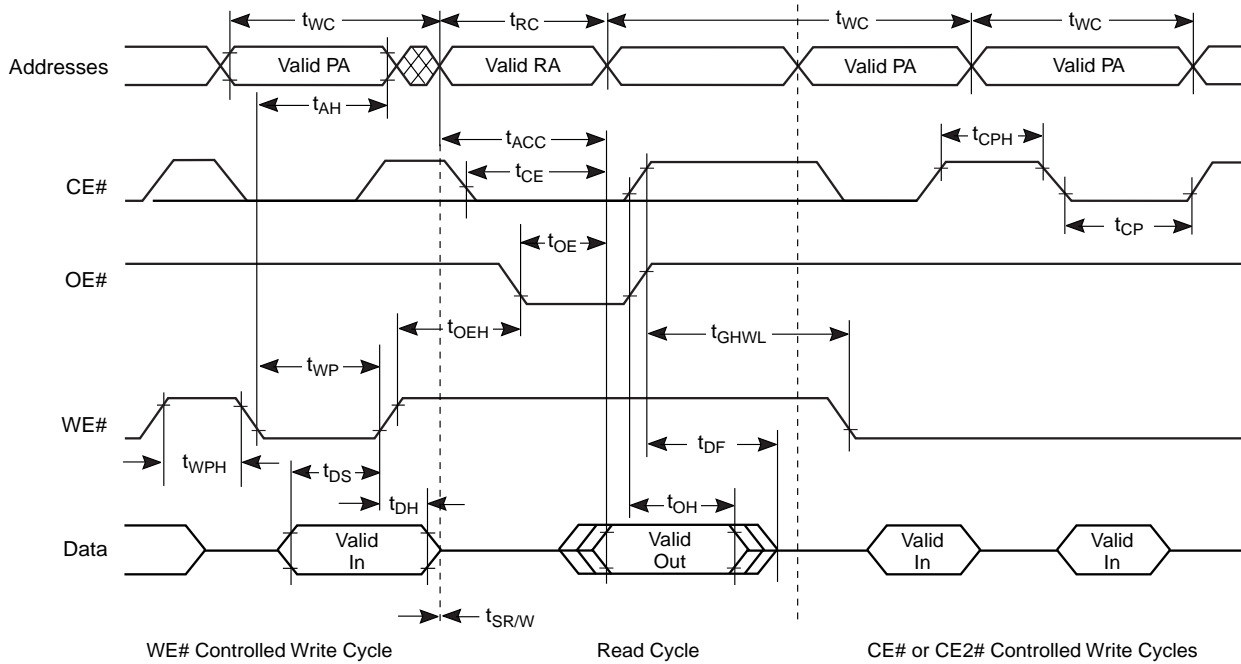 tWC tRC tWC tWC
Addresses Valid PA Valid RA Valid PA Valid PA
tAH
tACC tCPH
tCE
CE#
tCP
tOE
OE#
tOEH tGHWL
tWP
WE#
tWPH tDS tDF
tDH tOH
Data Valid In Valid Out Valid In Valid In
tSR/W
WE# Controlled Write Cycle Read Cycle CE# or CE2# Controlled Write Cycles